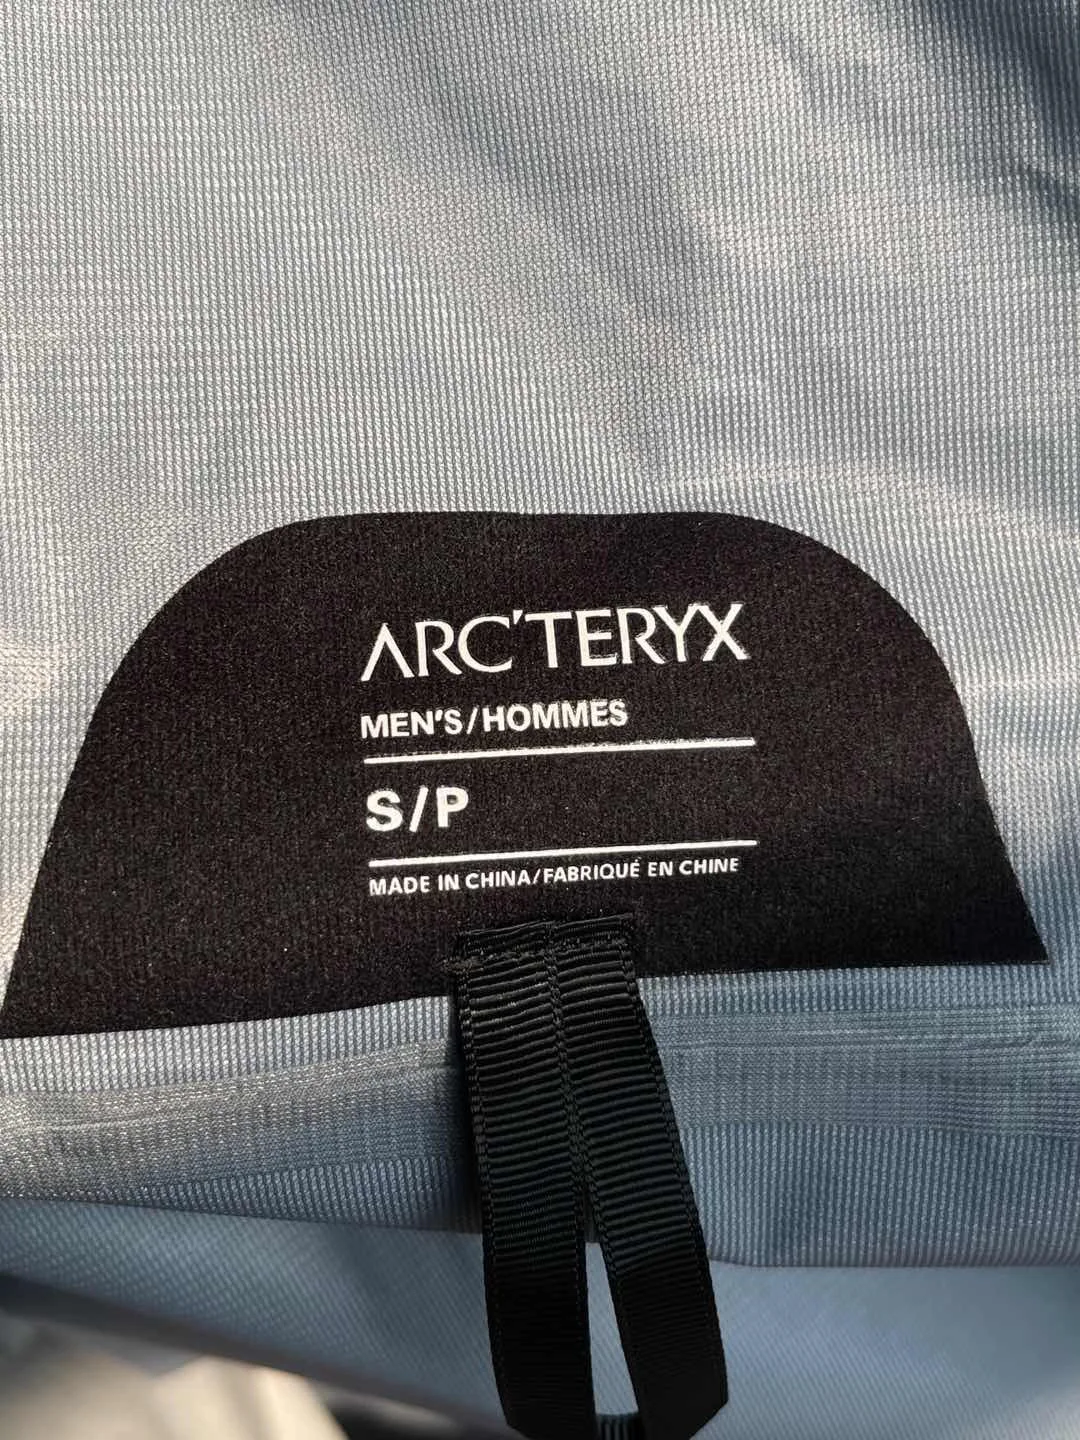 ARC'TERYX
MEN'S/HOMMES
S/P
MADE IN CHINA/FABRIQUÉ EN CHINE